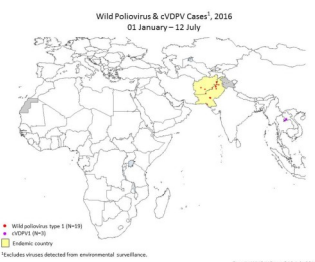 Wild Poliovirus & cVDPV Cases¹, 2016
01 January – 12 July
Wild poliovirus type 1 (N=19)
cVDPV1 (N=3)
Endemic country
¹Excludes viruses detected from environmental surveillance.